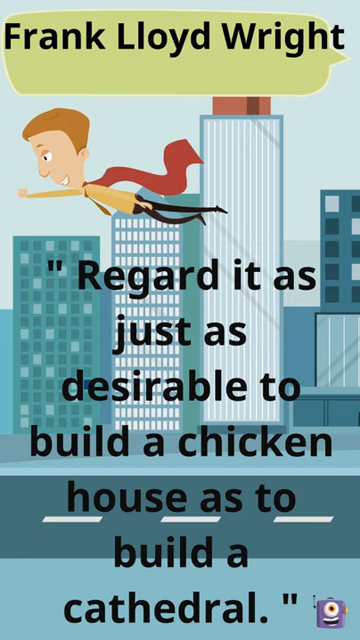 Frank Lloyd Wright
" Regard it as
just as
desirable to
build a chicken
house as to
build a
cathedral. "